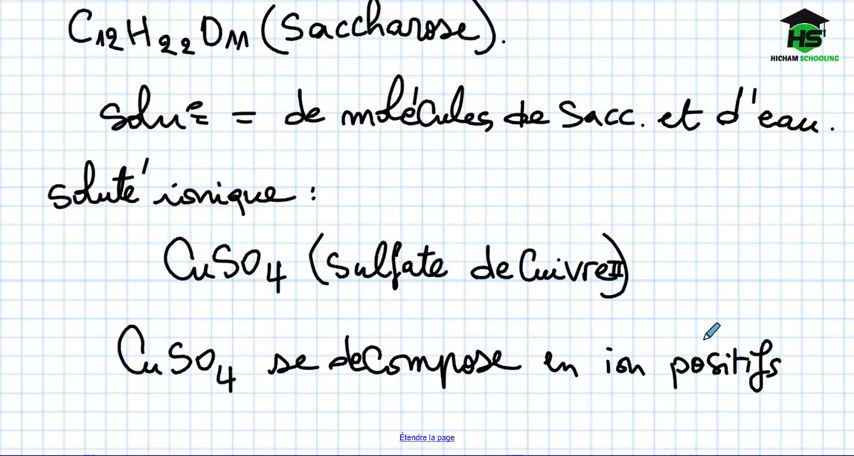 C12H22O11 (Saccharose).
HS
HICHAM SCHOOLING
solu° = de molécules de Sacc. et d'eau.
soluté ionique :
CuSO4 (Sulfate de Cuivre II)
CuSO4 se decompose en ion positifs
Étendre la page